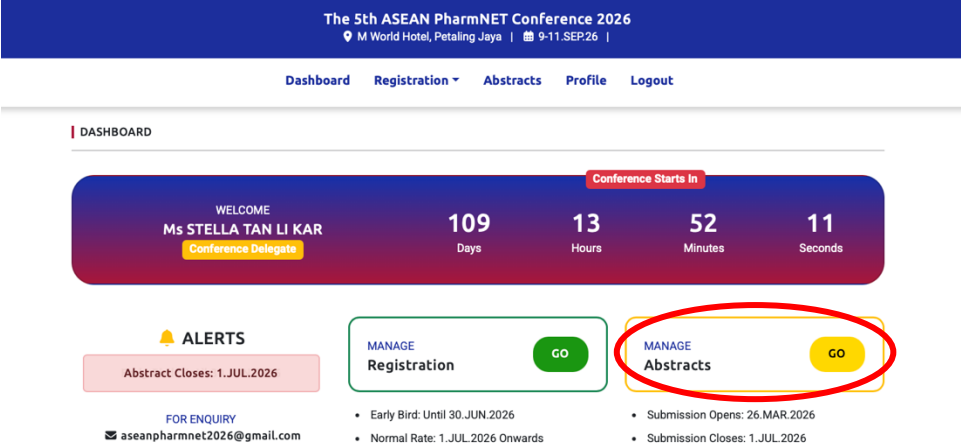 The 5th ASEAN PharmNET Conference 2026
M World Hotel, Petaling Jaya | 9-11.SEP.26 |
Dashboard Registration Abstracts Profile Logout
DASHBOARD
Conference Starts In
WELCOME
Ms STELLA TAN LI KAR
Conference Delegate
109 13 52 11
Days Hours Minutes Seconds
ALERTS
Abstract Closes: 1.JUL.2026
FOR ENQUIRY
aseanpharmnet2026@gmail.com
MANAGE
Registration
GO
• Early Bird: Until 30.JUN.2026
• Normal Rate: 1.JUL.2026 Onwards
MANAGE
Abstracts
GO
• Submission Opens: 26.MAR.2026
• Submission Closes: 1.JUL.2026